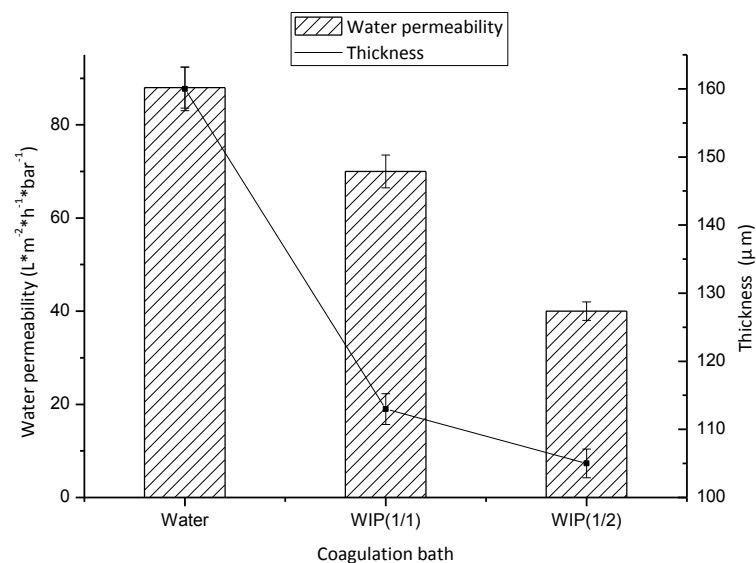 Water permeability
Thickness
Water permeability (L*m⁻²*h⁻¹*bar⁻¹)
80
60
40
20
0
160
150
140
130
120
110
100
Thickness (μm)
Water WIP(1/1) WIP(1/2)
Coagulation bath